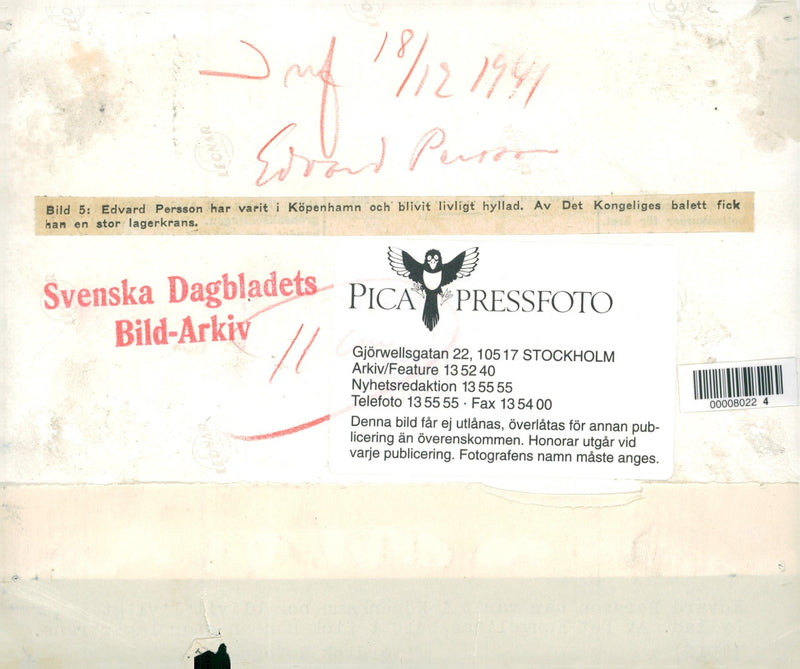 Inf 18/12 1941
Edvard Persson
Bild 5: Edvard Persson har varit i Köpenhamn och blivit livligt hyllad. Av Det Kongeliges balett fick
han en stor lagerkrans.
Svenska Dagbladets
Bild-Arkiv
11 cm
PICA PRESSFOTO
Gjörwellsgatan 22, 105 17 STOCKHOLM
Arkiv/Feature 13 52 40
Nyhetsredaktion 13 55 55
Telefoto 13 55 55 · Fax 13 54 00
Denna bild får ej utlånas, överlåtas för annan pub-
licering än överenskommen. Honorar utgår vid
varje publicering. Fotografens namn måste anges.
00008022 4
LEONAR